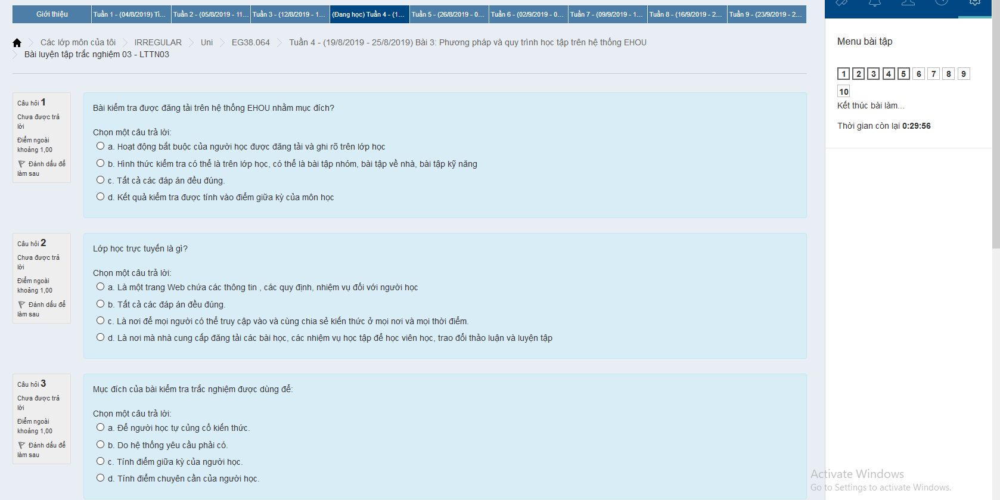 Giới thiệu
Tuần 1 - (04/8/2019) Tì...
Tuần 2 - (05/8/2019 - 11...
Tuần 3 - (12/8/2019 - 1...
(Đang học) Tuần 4 - (1...
Tuần 5 - (26/8/2019 - 0...
Tuần 6 - (02/9/2019 - 0...
Tuần 7 - (09/9/2019 - 1...
Tuần 8 - (16/9/2019 - 2...
Tuần 9 - (23/9/2019 - 2...
Các lớp môn của tôi
IRREGULAR
Uni
EG38.064
Tuần 4 - (19/8/2019 - 25/8/2019) Bài 3: Phương pháp và quy trình học tập trên hệ thống EHOU
Bài luyện tập trắc nghiệm 03 - LTTN03
Câu hỏi 1
Chưa được trả
lời
Điểm ngoài
khoảng 1,00
Đánh dấu để
làm sau
Bài kiểm tra được đăng tải trên hệ thống EHOU nhằm mục đích?
Chọn một câu trả lời:
a. Hoạt động bắt buộc của người học được đăng tải và ghi rõ trên lớp học
b. Hình thức kiểm tra có thể là trên lớp học, có thể là bài tập nhóm, bài tập về nhà, bài tập kỹ năng
c. Tất cả các đáp án đều đúng.
d. Kết quả kiểm tra được tính vào điểm giữa kỳ của môn học
Câu hỏi 2
Chưa được trả
lời
Điểm ngoài
khoảng 1,00
Đánh dấu để
làm sau
Lớp học trực tuyến là gì?
Chọn một câu trả lời:
a. Là một trang Web chứa các thông tin , các quy định, nhiệm vụ đối với người học
b. Tất cả các đáp án đều đúng.
c. Là nơi để mọi người có thể truy cập vào và cùng chia sẻ kiến thức ở mọi nơi và mọi thời điểm.
d. Là nơi mà nhà cung cấp đăng tải các bài học, các nhiệm vụ học tập để học viên học, trao đổi thảo luận và luyện tập
Câu hỏi 3
Chưa được trả
lời
Điểm ngoài
khoảng 1,00
Đánh dấu để
làm sau
Mục đích của bài kiểm tra trắc nghiệm được dùng để:
Chọn một câu trả lời:
a. Để người học tự củng cố kiến thức.
b. Do hệ thống yêu cầu phải có.
c. Tính điểm giữa kỳ của người học.
d. Tính điểm chuyên cần của người học.
Menu bài tập
1 2 3 4 5 6 7 8 9
10
Kết thúc bài làm...
Thời gian còn lại 0:29:56
Activate Windows
Go to Settings to activate Windows.